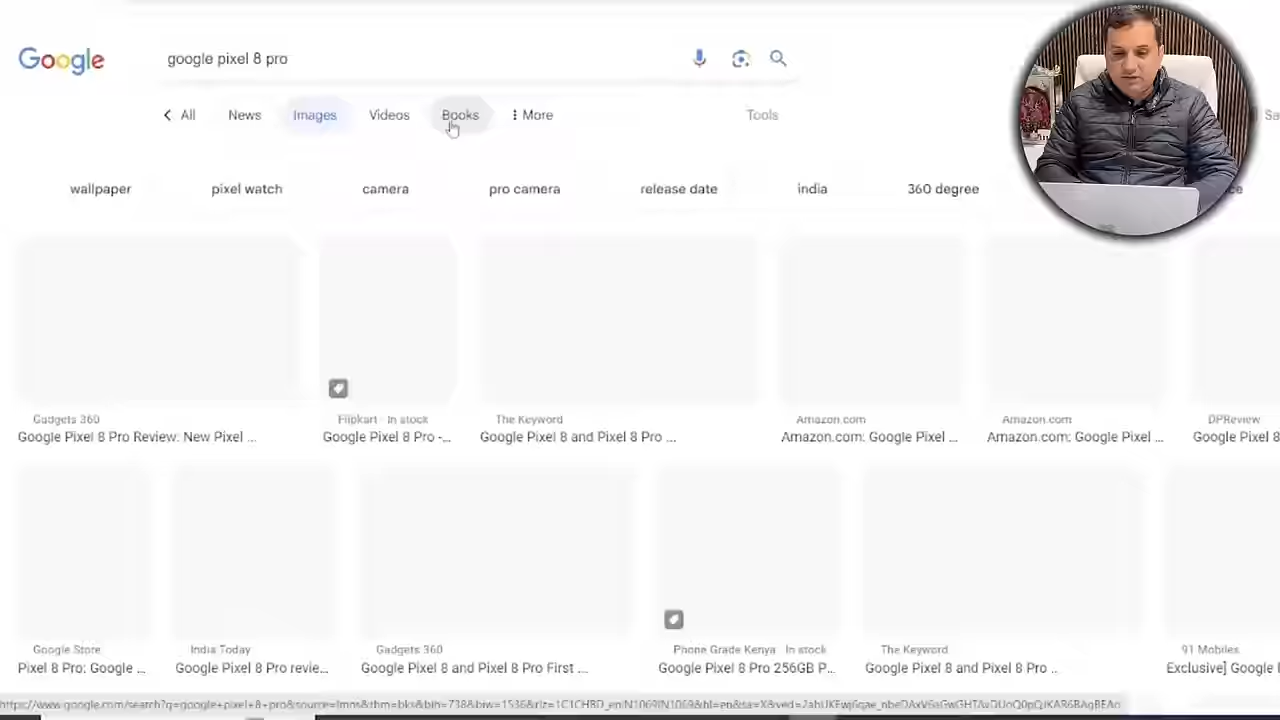 Google
google pixel 8 pro
All News Images Videos Books More Tools
wallpaper pixel watch camera pro camera release date india 360 degree
Gadgets 360 Flipkart · In stock The Keyword Amazon.com Amazon.com DPReview
Google Pixel 8 Pro Review: New Pixel ... Google Pixel 8 Pro -... Google Pixel 8 and Pixel 8 Pro ... Amazon.com: Google Pixel ... Amazon.com: Google Pixel ... Google Pixel 8
Google Store India Today Gadgets 360 Phone Grade Kenya · In stock The Keyword 91 Mobiles
Pixel 8 Pro: Google ... Google Pixel 8 Pro revie... Google Pixel 8 and Pixel 8 Pro First ... Google Pixel 8 Pro 256GB P... Google Pixel 8 and Pixel 8 Pro ... Exclusive] Google